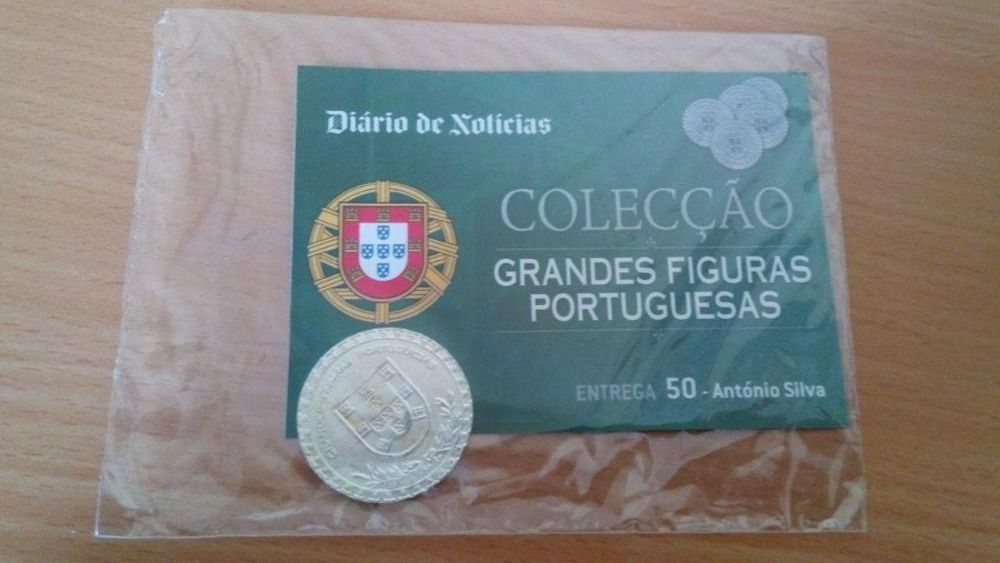 Diário de Notícias
COLECÇÃO
GRANDES FIGURAS
PORTUGUESAS
ENTREGA 50 - António Silva